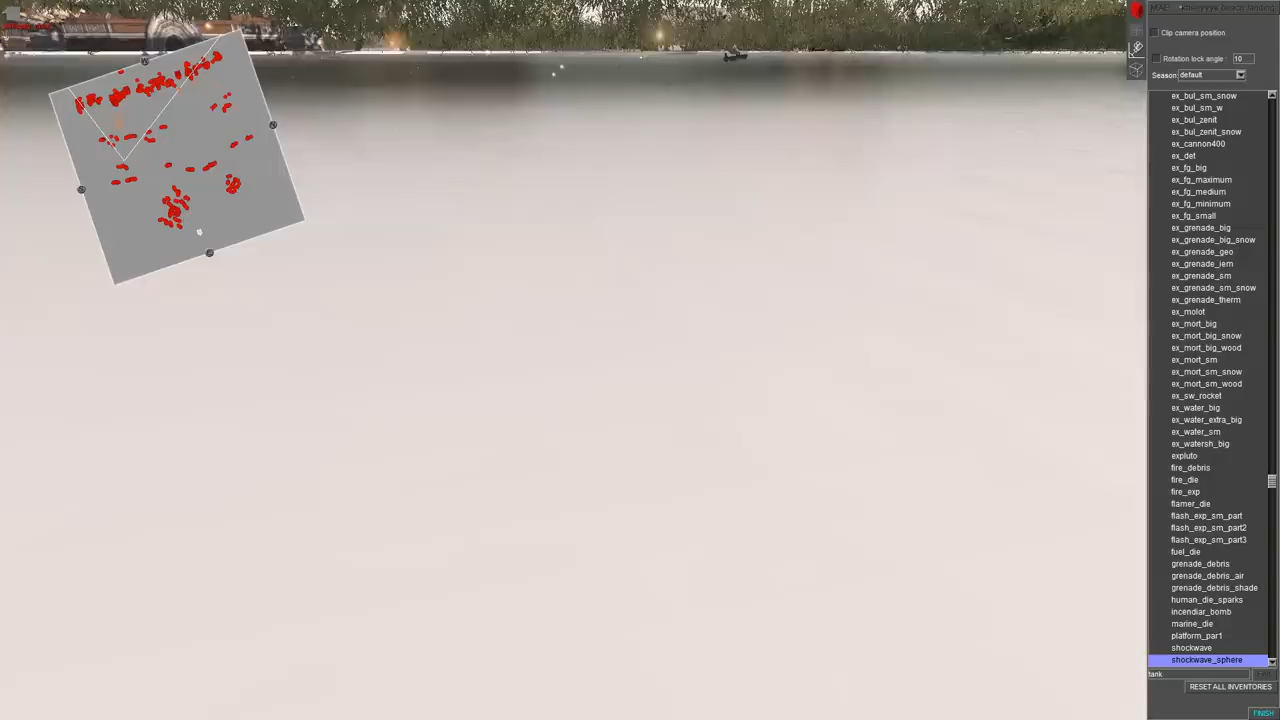 MAP:
Clip camera position
Rotation lock angle: 10
Season: default
ex_bul_sm_snow
ex_bul_sm_w
ex_bul_zenit
ex_bul_zenit_snow
ex_cannon400
ex_det
ex_fg_big
ex_fg_maximum
ex_fg_medium
ex_fg_minimum
ex_fg_small
ex_grenade_big
ex_grenade_big_snow
ex_grenade_geo
ex_grenade_iem
ex_grenade_sm
ex_grenade_sm_snow
ex_grenade_therm
ex_molot
ex_mort_big
ex_mort_big_snow
ex_mort_big_wood
ex_mort_sm
ex_mort_sm_snow
ex_mort_sm_wood
ex_sw_rocket
ex_water_big
ex_water_extra_big
ex_water_sm
ex_watersh_big
expluto
fire_debris
fire_die
fire_exp
flamer_die
flash_exp_sm_part
flash_exp_sm_part2
flash_exp_sm_part3
fuel_die
grenade_debris
grenade_debris_air
grenade_debris_shade
human_die_sparks
incendiar_bomb
marine_die
platform_par1
shockwave
shockwave_sphere
tank
RESET ALL INVENTORIES
FINISH